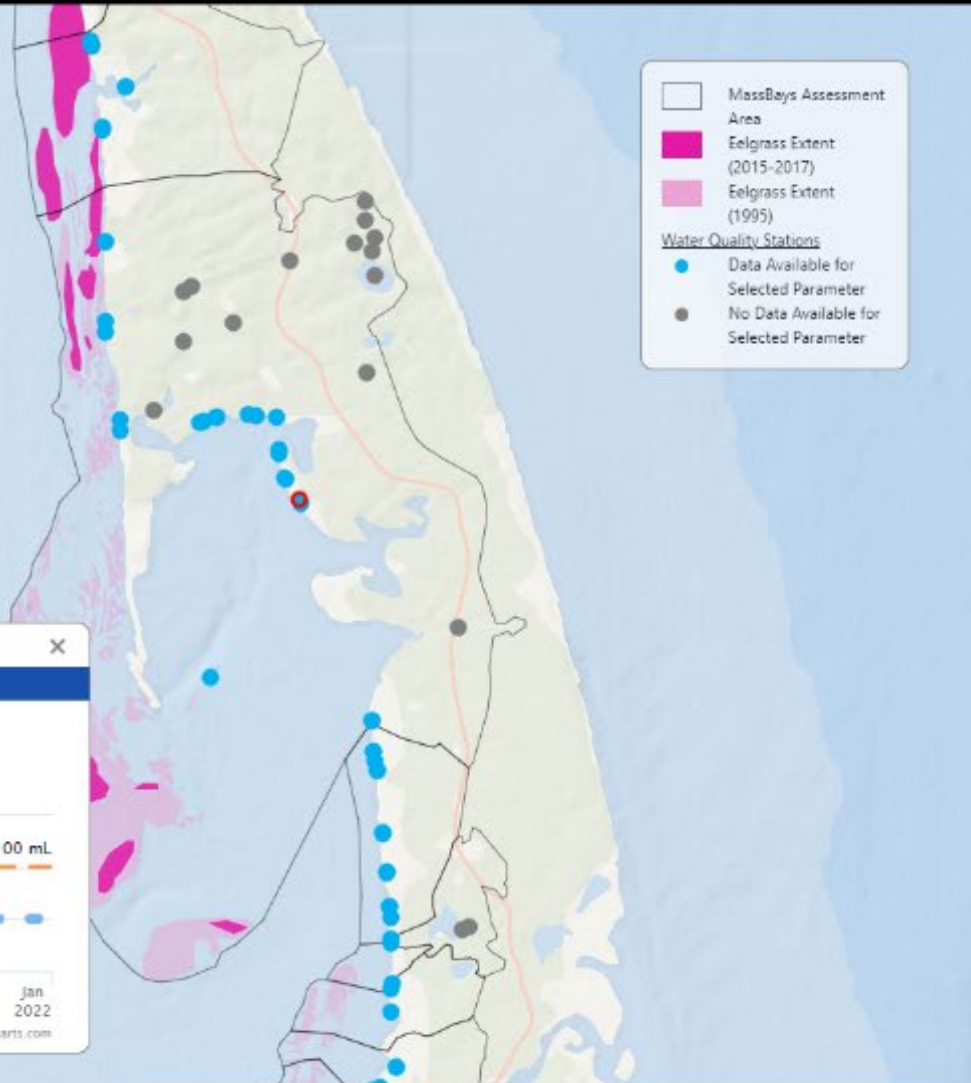 MassBays Assessment
Area
Eelgrass Extent
(2015-2017)
Eelgrass Extent
(1995)
Water Quality Stations
Data Available for
Selected Parameter
No Data Available for
Selected Parameter
×
00 mL
Jan
2022
arts.com